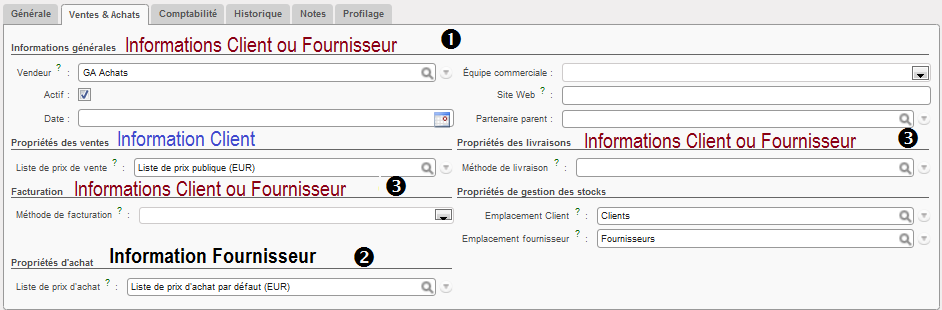 Générale Ventes & Achats Comptabilité Historique Notes Profilage
Informations générales Informations Client ou Fournisseur 1
Vendeur ? : GA Achats
Équipe commerciale :
Actif :
Site Web ? :
Date :
Partenaire parent :
Propriétés des ventes Information Client
Propriétés des livraisons Informations Client ou Fournisseur 3
Liste de prix de vente ? : Liste de prix publique (EUR)
Méthode de livraison ? :
Facturation Informations Client ou Fournisseur 3
Propriétés de gestion des stocks
Méthode de facturation ? :
Emplacement Client ? : Clients
Emplacement fournisseur ? : Fournisseurs
Propriétés d'achat Information Fournisseur 2
Liste de prix d'achat ? : Liste de prix d'achat par défaut (EUR)